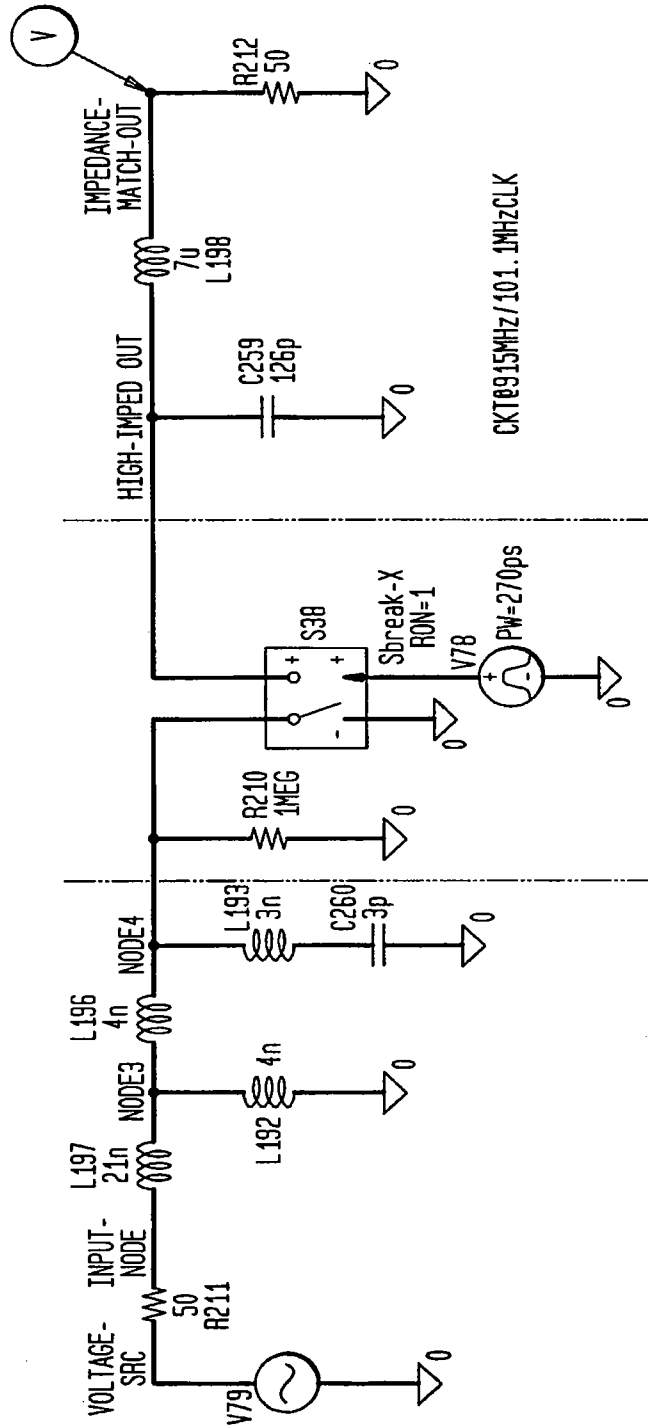 VOLTAGE-
SRC
V79
0
50
R211
INPUT-
NODE
L197
21n
NODE3
L192
4n
0
L196
4n
NODE4
L193
3n
C260
3p
0
R210
1MEG
0
S38
+
+
-
0
Sbreak-X
RON=1
V78
+
-
PW=270ps
0
HIGH-IMPED OUT
C259
126p
0
7u
L198
IMPEDANCE-
MATCH-OUT
V
R212
50
0
CKT@915MHz/101.1MHzCLK